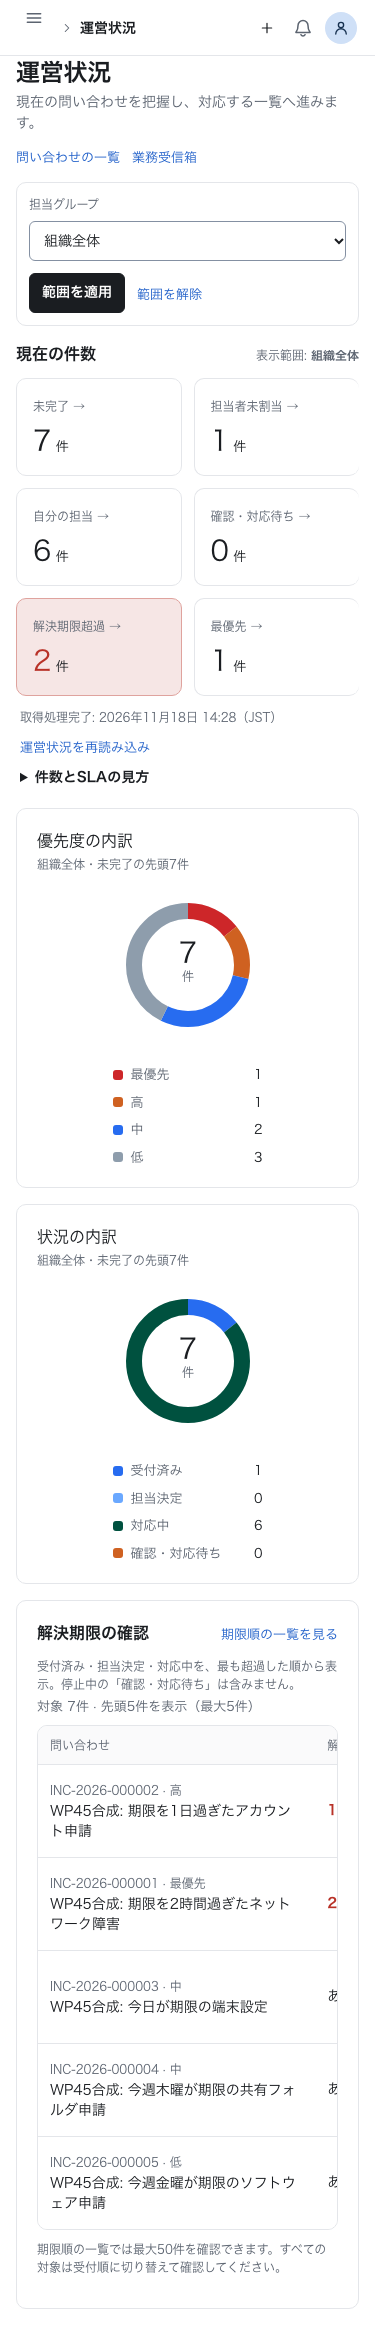 運営状況
運営状況
現在の問い合わせを把握し、対応する一覧へ進みま
す。
問い合わせの一覧 業務受信箱
担当グループ
組織全体
範囲を適用 範囲を解除
現在の件数 表示範囲: 組織全体
未完了 → 担当者未割当 →
7 件 1 件
自分の担当 → 確認・対応待ち →
6 件 0 件
解決期限超過 → 最優先 →
2 件 1 件
取得処理完了: 2026年11月18日 14:28（JST）
運営状況を再読み込み
▶ 件数とSLAの見方
優先度の内訳
組織全体・未完了の先頭7件
7
件
最優先 1
高 1
中 2
低 3
状況の内訳
組織全体・未完了の先頭7件
7
件
受付済み 1
担当決定 0
対応中 6
確認・対応待ち 0
解決期限の確認 期限順の一覧を見る
受付済み・担当決定・対応中を、最も超過した順から表
示します。停止中の「確認・対応待ち」は含みません。
対象 7件 · 先頭5件を表示（最大5件）
問い合わせ
INC-2026-000002 · 高
WP45合成: 期限を1日過ぎたアカウン 1
ト申請
INC-2026-000001 · 最優先
WP45合成: 期限を2時間過ぎたネット 2
ワーク障害
INC-2026-000003 · 中
WP45合成: 今日が期限の端末設定 あ
INC-2026-000004 · 中
WP45合成: 今週木曜が期限の共有フォ あ
ルダ申請
INC-2026-000005 · 低
WP45合成: 今週金曜が期限のソフトウ あ
ェア申請
期限順の一覧では最大50件を確認できます。すべての
対象は受付順に切り替えて確認してください。